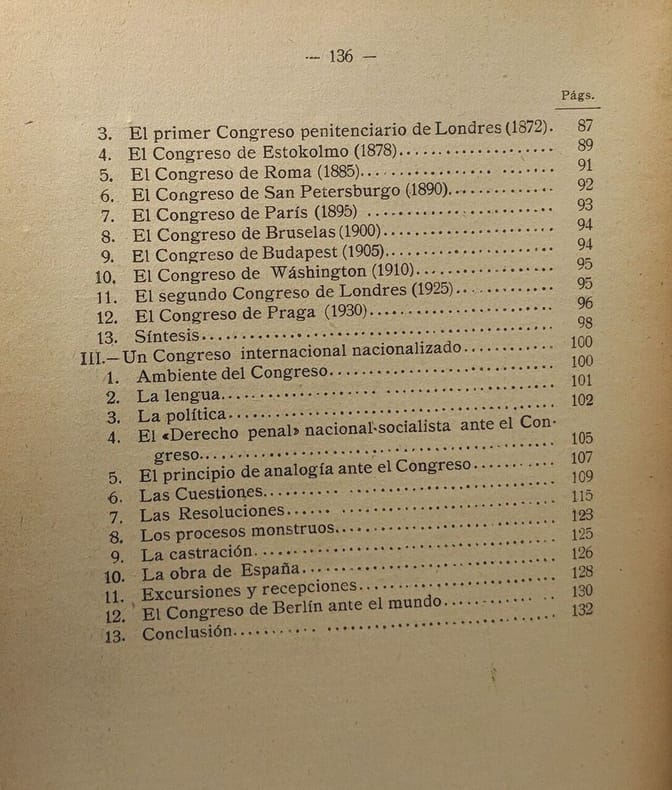 — 136 —
Págs.
3. El primer Congreso penitenciario de Londres (1872). 87
4. El Congreso de Estokolmo (1878)..................... 89
5. El Congreso de Roma (1885)................... ....... 91
6. El Congreso de San Petersburgo (1890).............. 92
7. El Congreso de París (1895) ......................... 93
8. El Congreso de Bruselas (1900)....................... 94
9. El Congreso de Budapest (1905)....................... 94
10. El Congreso de Wáshington (1910)................... 95
11. El segundo Congreso de Londres (1925)............. 95
12. El Congreso de Praga (1930)......................... 96
13. Síntesis............................................... 98
III.—Un Congreso internacional nacionalizado........... 100
1. Ambiente del Congreso.............................. 100
2. La lengua............................................. 101
3. La política............................................ 102
4. El «Derecho penal» nacional-socialista ante el Con-
greso................................................ 105
5. El principio de analogía ante el Congreso.......... 107
6. Las Cuestiones........................................ 109
7. Las Resoluciones..................................... 115
8. Los procesos monstruos.............................. 123
9. La castración......................................... 125
10. La obra de España.................................... 126
11. Excursiones y recepciones........................... 128
12. El Congreso de Berlín ante el mundo............. .. 130
13. Conclusión............ ................................ 132